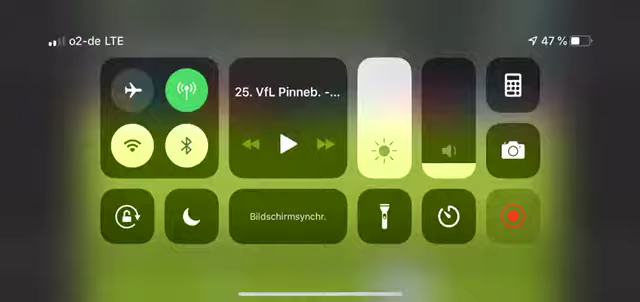 o2-de LTE
47 %
25. VfL Pinneb. -...
Bildschirmsynchr.